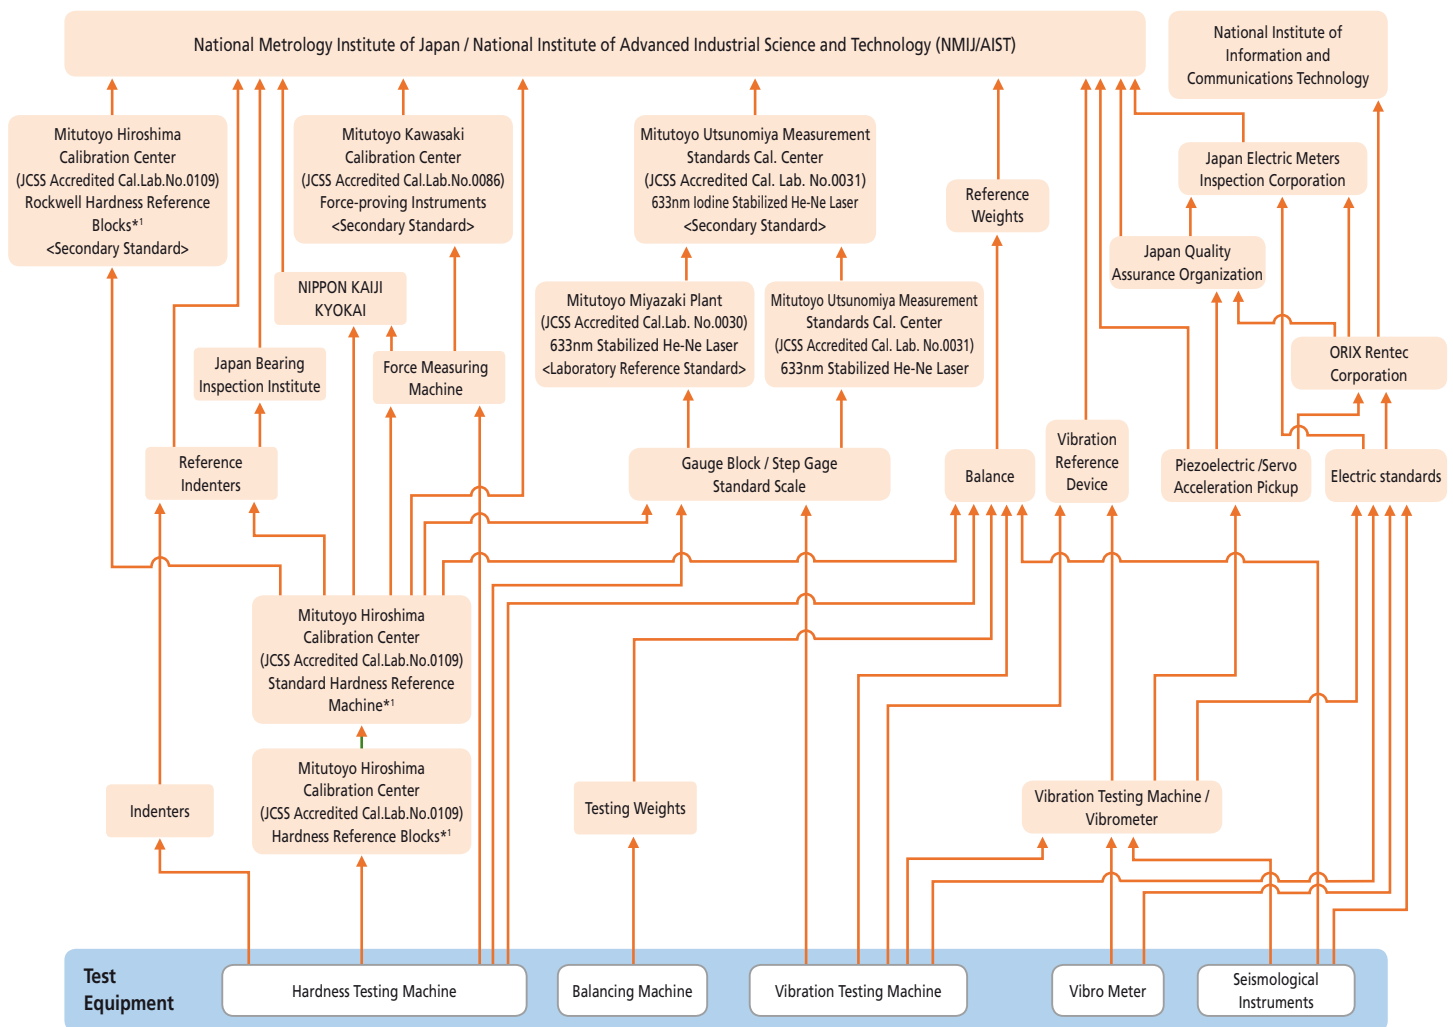 National Metrology Institute of Japan / National Institute of Advanced Industrial Science and Technology (NMIJ/AIST)
National Institute of
Information and
Communications Technology
Mitutoyo Hiroshima
Calibration Center
(JCSS Accredited Cal.Lab.No.0109)
Rockwell Hardness Reference
Blocks*1
<Secondary Standard>
Mitutoyo Kawasaki
Calibration Center
(JCSS Accredited Cal.Lab.No.0086)
Force-proving Instruments
<Secondary Standard>
Mitutoyo Utsunomiya Measurement
Standards Cal. Center
(JCSS Accredited Cal. Lab. No.0031)
633nm Iodine Stabilized He-Ne Laser
<Secondary Standard>
Reference
Weights
Japan Electric Meters
Inspection Corporation
Japan Quality
Assurance Organization
NIPPON KAIJI
KYOKAI
Mitutoyo Miyazaki Plant
(JCSS Accredited Cal.Lab. No.0030)
633nm Stabilized He-Ne Laser
<Laboratory Reference Standard>
Mitutoyo Utsunomiya Measurement
Standards Cal. Center
(JCSS Accredited Cal. Lab. No.0031)
633nm Stabilized He-Ne Laser
ORIX Rentec
Corporation
Japan Bearing
Inspection Institute
Force Measuring
Machine
Reference
Indenters
Gauge Block / Step Gage
Standard Scale
Balance
Vibration
Reference
Device
Piezoelectric /Servo
Acceleration Pickup
Electric standards
Mitutoyo Hiroshima
Calibration Center
(JCSS Accredited Cal.Lab.No.0109)
Standard Hardness Reference
Machine*1
Mitutoyo Hiroshima
Calibration Center
(JCSS Accredited Cal.Lab.No.0109)
Hardness Reference Blocks*1
Indenters
Testing Weights
Vibration Testing Machine /
Vibrometer
Test
Equipment
Hardness Testing Machine
Balancing Machine
Vibration Testing Machine
Vibro Meter
Seismological
Instruments